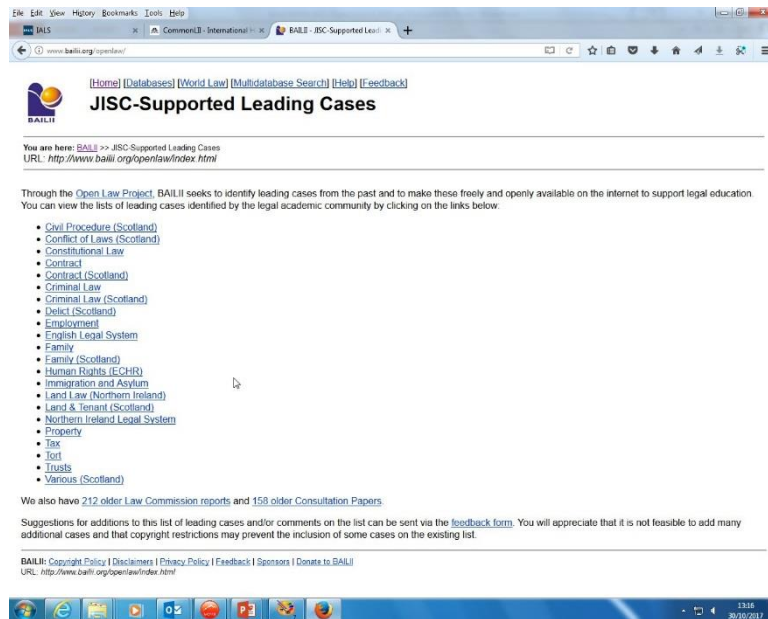 File Edit View History Bookmarks Tools Help
IALS
CommonLII - International
BAILII - JISC-Supported Leadi
www.bailii.org/openlaw/
BAILII
[Home] [Databases] [World Law] [Multidatabase Search] [Help] [Feedback]
JISC-Supported Leading Cases
You are here: BAILII >> JISC-Supported Leading Cases
URL: http://www.bailii.org/openlaw/index.html
Through the Open Law Project, BAILII seeks to identify leading cases from the past and to make these freely and openly available on the internet to support legal education.
You can view the lists of leading cases identified by the legal academic community by clicking on the links below:
• Civil Procedure (Scotland)
• Conflict of Laws (Scotland)
• Constitutional Law
• Contract
• Contract (Scotland)
• Criminal Law
• Criminal Law (Scotland)
• Delict (Scotland)
• Employment
• English Legal System
• Family
• Family (Scotland)
• Human Rights (ECHR)
• Immigration and Asylum
• Land Law (Northern Ireland)
• Land & Tenant (Scotland)
• Northern Ireland Legal System
• Property
• Tax
• Tort
• Trusts
• Various (Scotland)
We also have 212 older Law Commission reports and 158 older Consultation Papers.
Suggestions for additions to this list of leading cases and/or comments on the list can be sent via the feedback form. You will appreciate that it is not feasible to add many
additional cases and that copyright restrictions may prevent the inclusion of some cases on the existing list.
BAILII: Copyright Policy | Disclaimers | Privacy Policy | Feedback | Sponsors | Donate to BAILII
URL: http://www.bailii.org/openlaw/index.html
13:16
30/10/2017